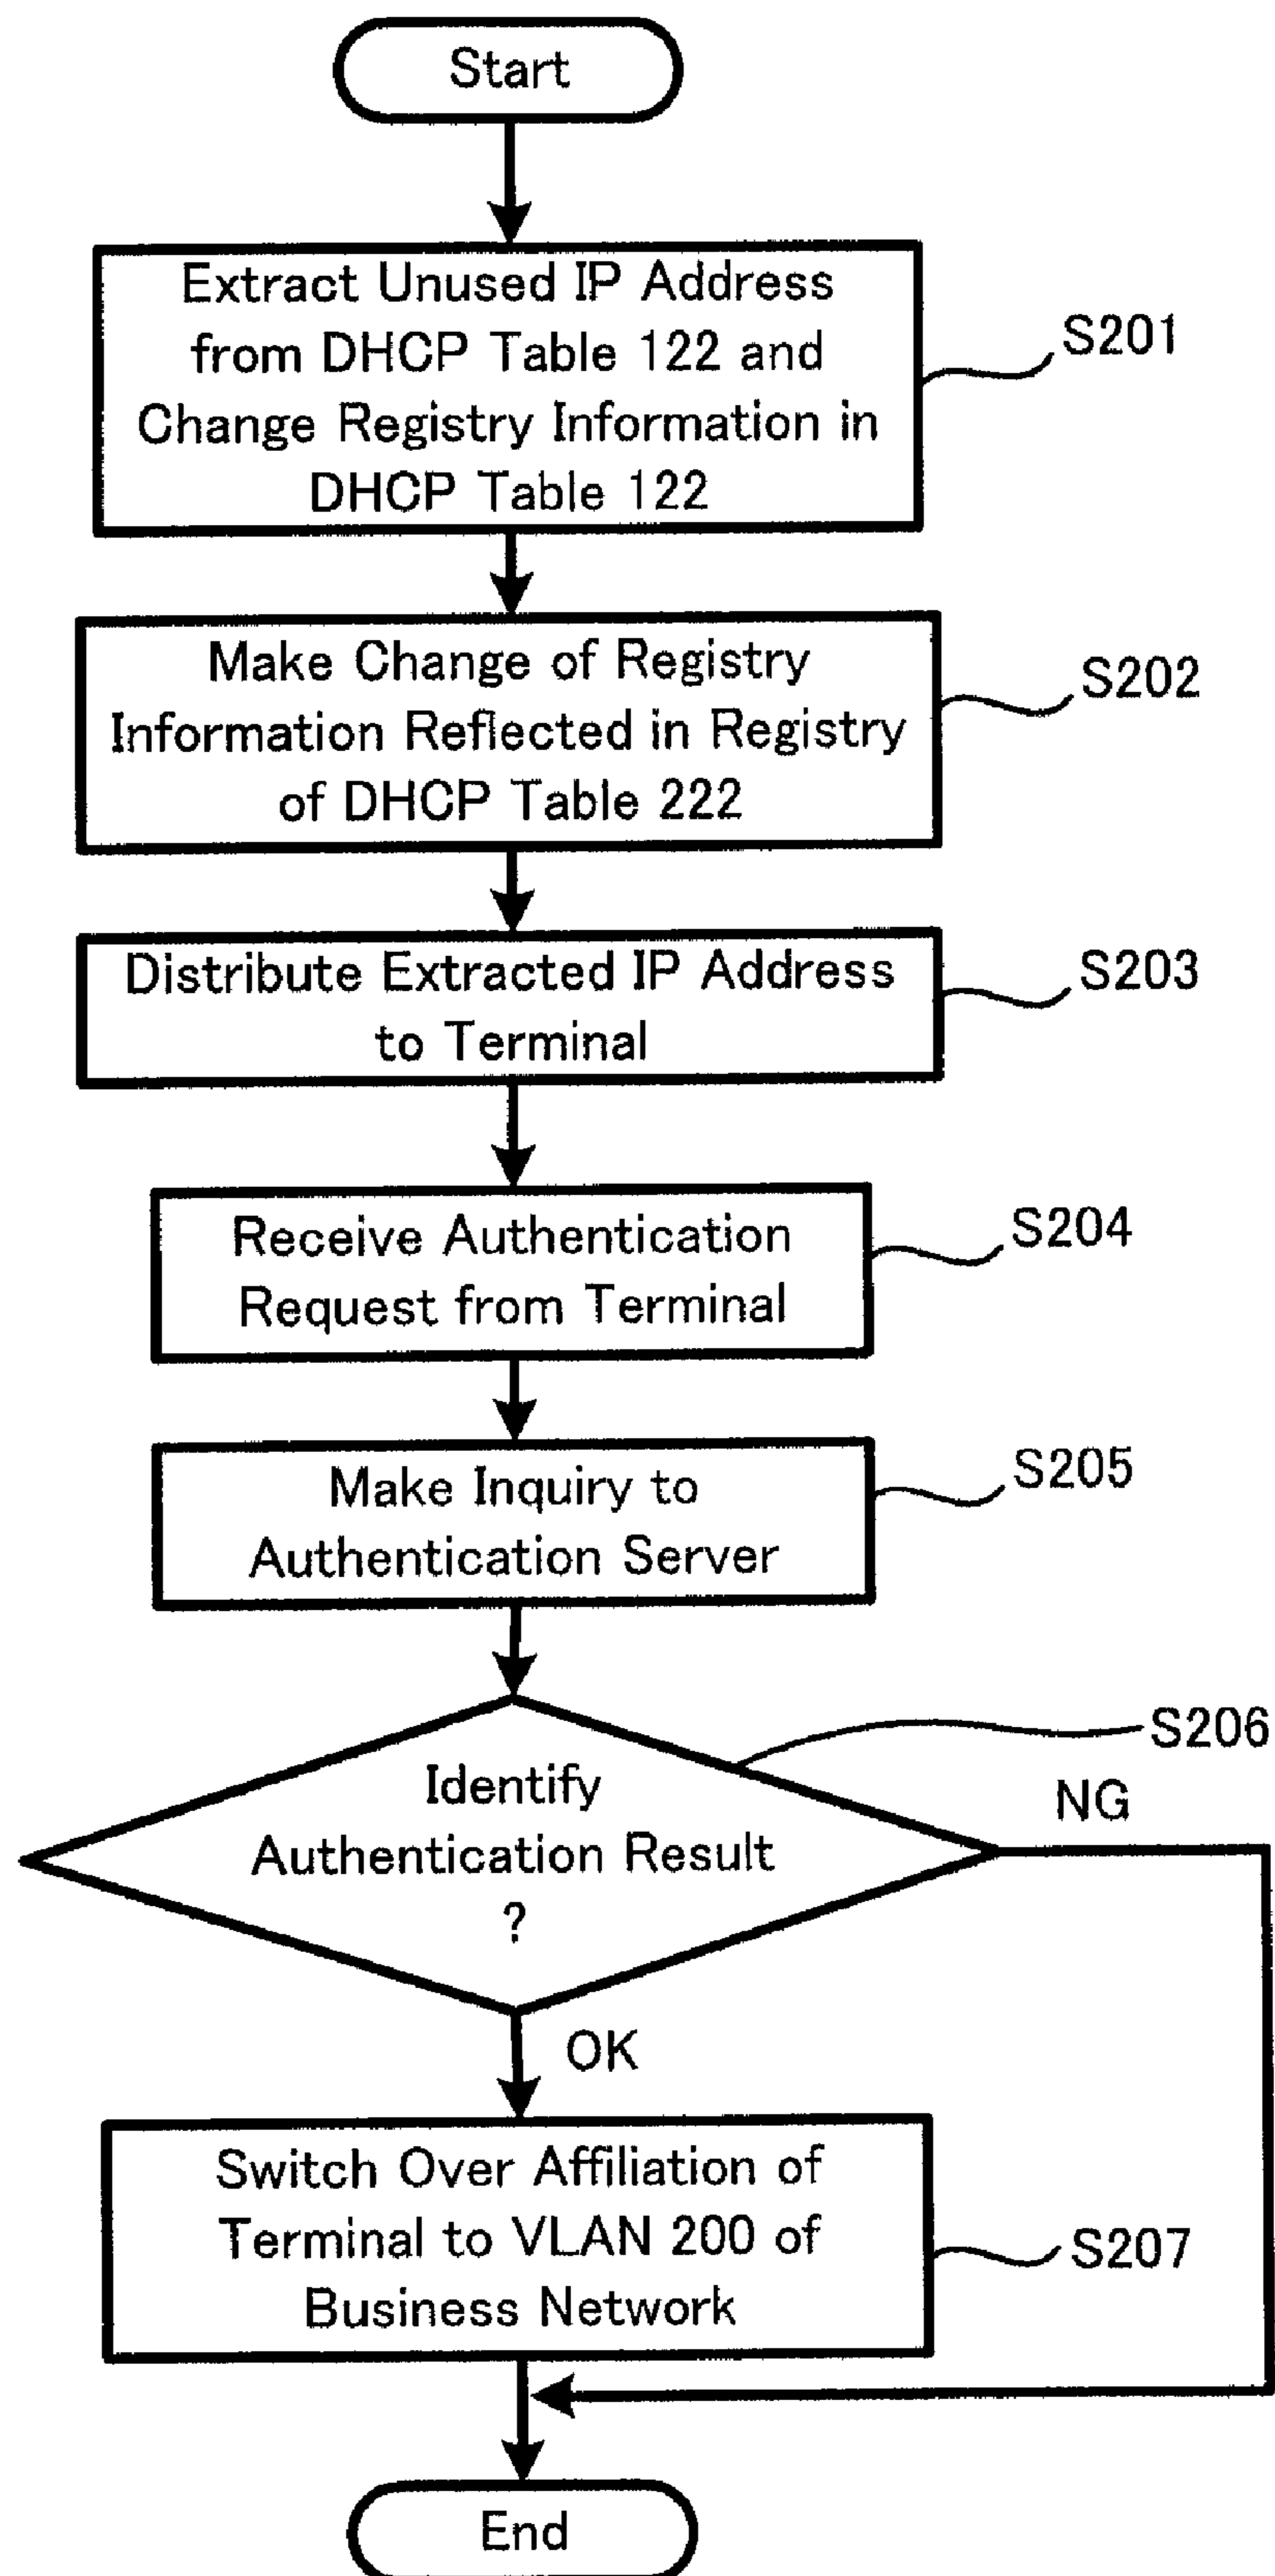 Start
Extract Unused IP Address
from DHCP Table 122 and
Change Registry Information in
DHCP Table 122
S201
Make Change of Registry
Information Reflected in Registry
of DHCP Table 222
S202
Distribute Extracted IP Address
to Terminal
S203
Receive Authentication
Request from Terminal
S204
Make Inquiry to
Authentication Server
S205
Identify
Authentication Result
?
S206
NG
OK
Switch Over Affiliation of
Terminal to VLAN 200 of
Business Network
S207
End